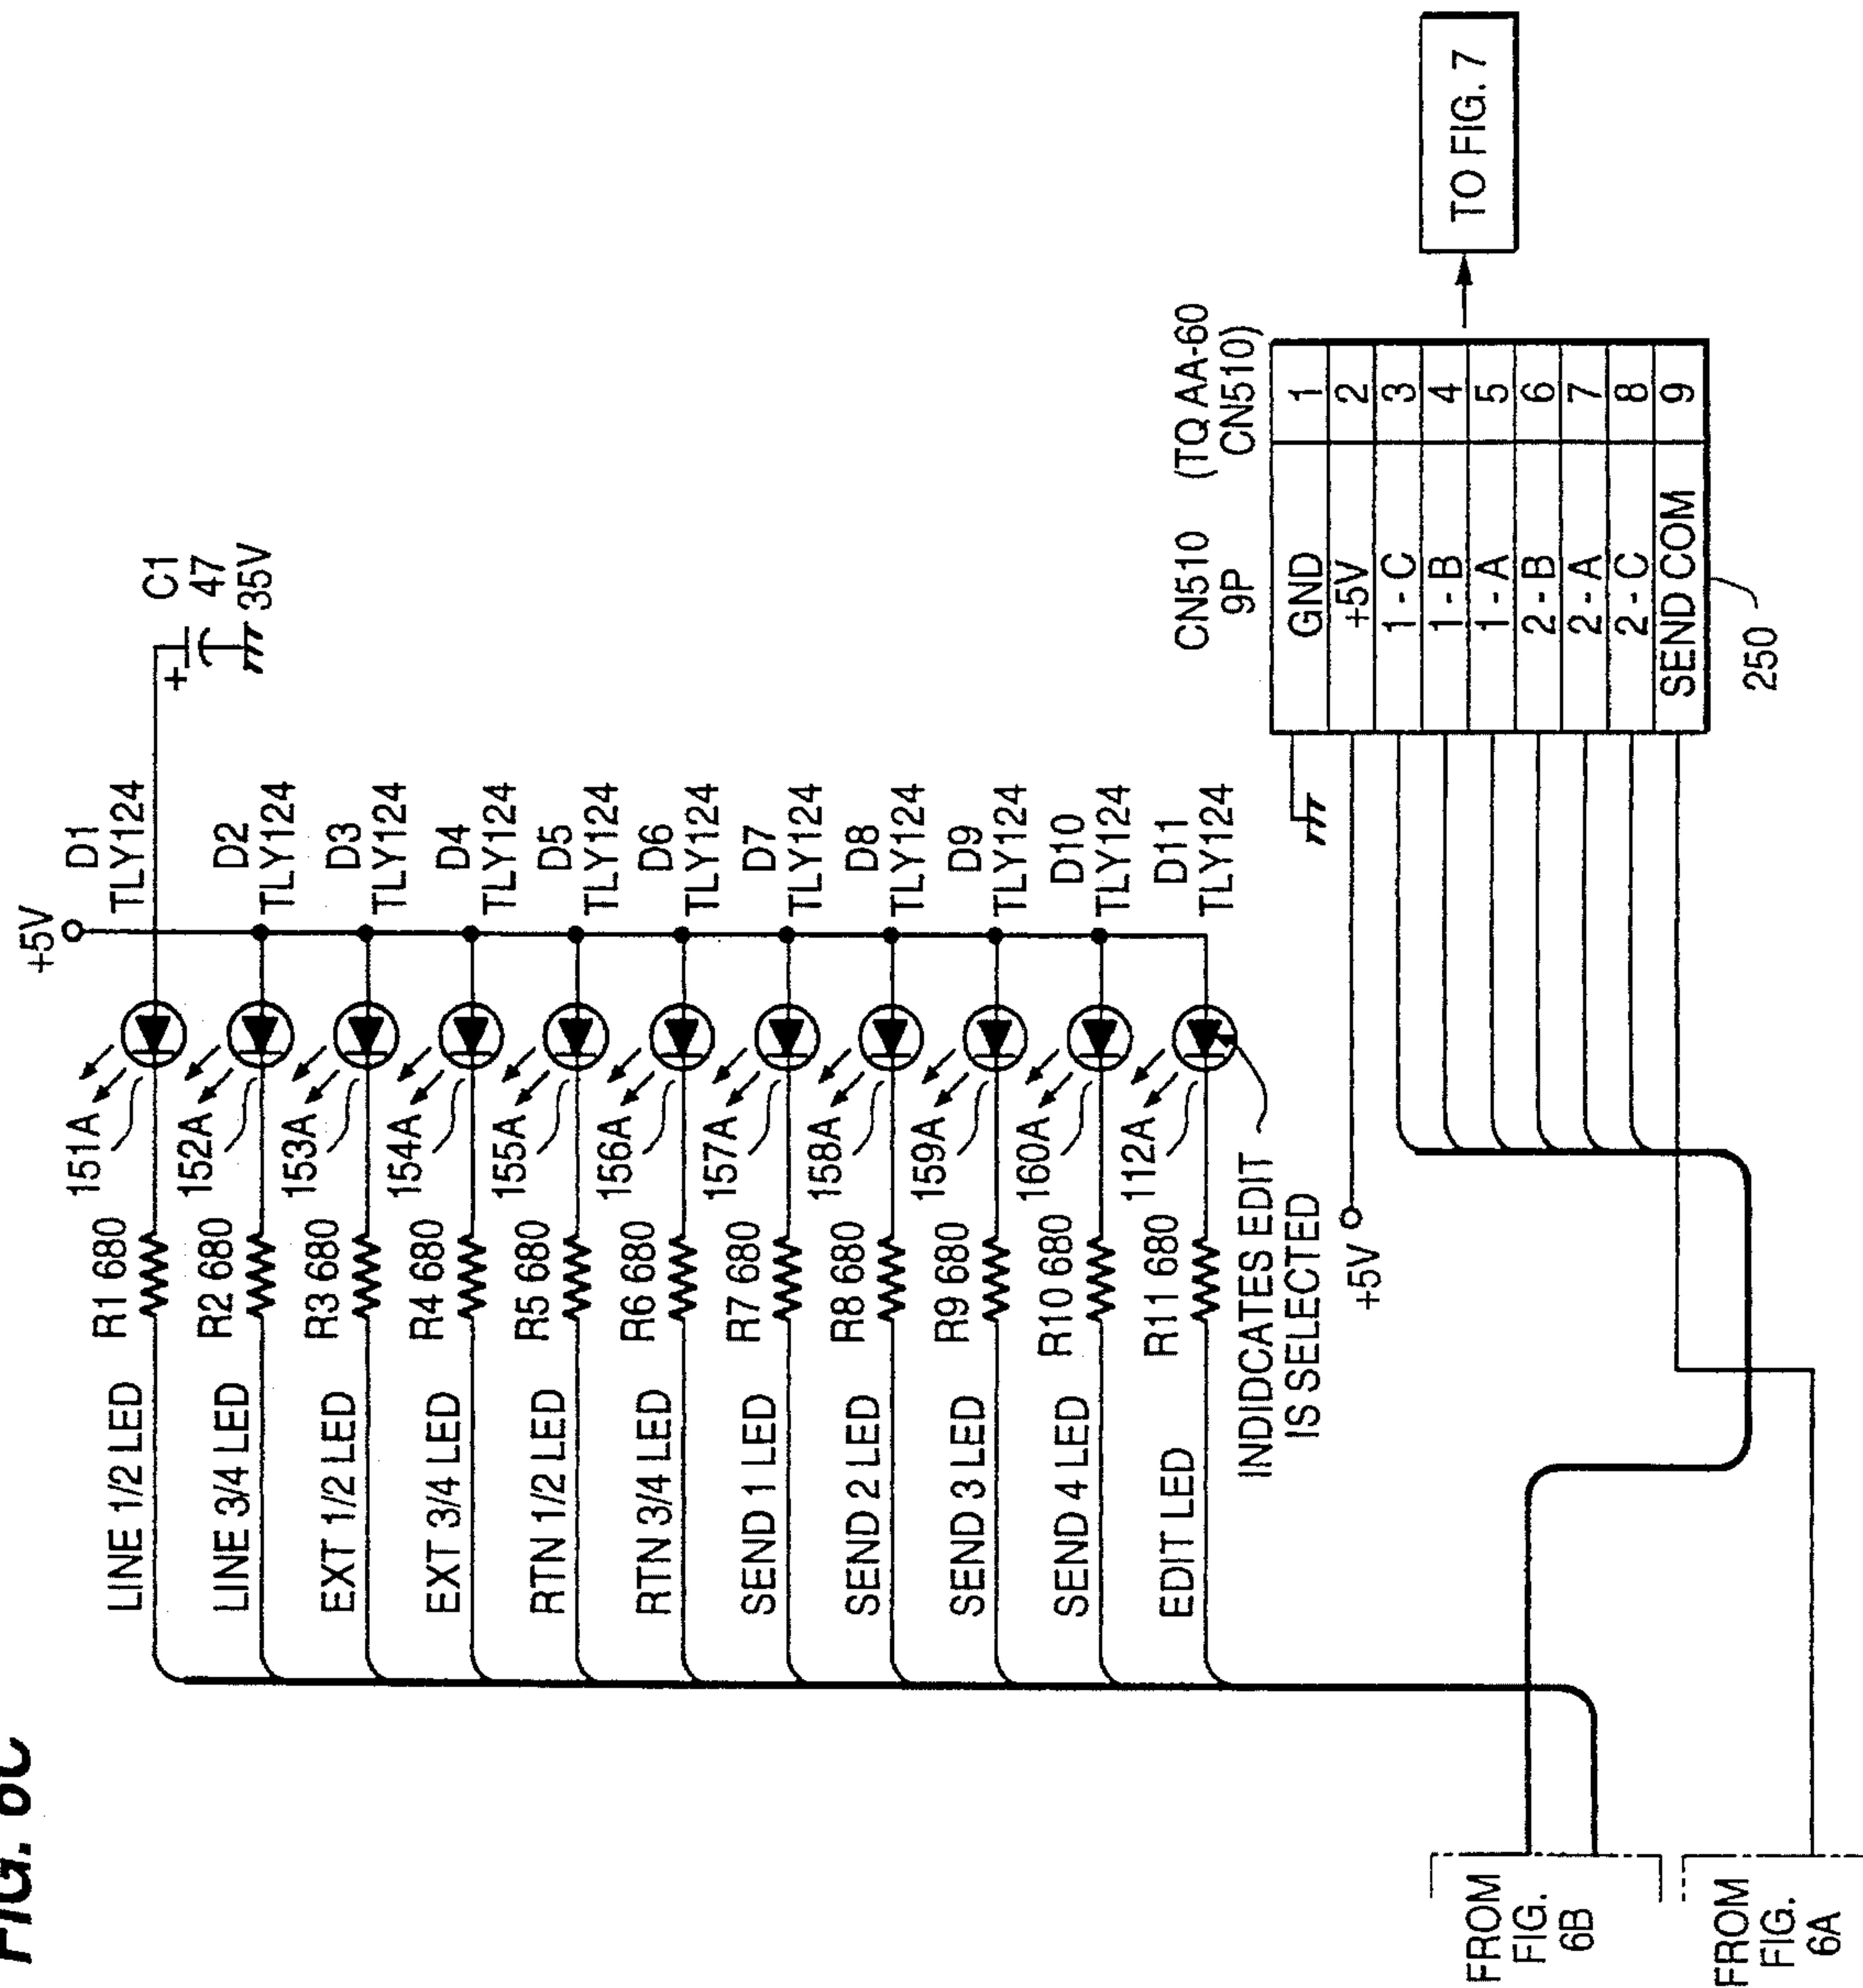 FIG. 6C
+5V
D1
TLY124
C1
47
35V
+
151A
R1 680
LINE 1/2 LED
D2
TLY124
152A
R2 680
LINE 3/4 LED
D3
TLY124
153A
R3 680
EXT 1/2 LED
D4
TLY124
154A
R4 680
EXT 3/4 LED
D5
TLY124
155A
R5 680
RTN 1/2 LED
D6
TLY124
156A
R6 680
RTN 3/4 LED
D7
TLY124
157A
R7 680
SEND 1 LED
D8
TLY124
158A
R8 680
SEND 2 LED
D9
TLY124
159A
R9 680
SEND 3 LED
D10
TLY124
160A
R10 680
SEND 4 LED
D11
TLY124
112A
R11 680
EDIT LED
INDIDCATES EDIT
IS SELECTED
+5V
CN510
9P
(TQ AA-60
CN510)
GND 1
+5V 2
1 - C 3
1 - B 4
1 - A 5
2 - B 6
2 - A 7
2 - C 8
SEND COM 9
250
TO FIG. 7
FROM
FIG.
6B
FROM
FIG.
6A